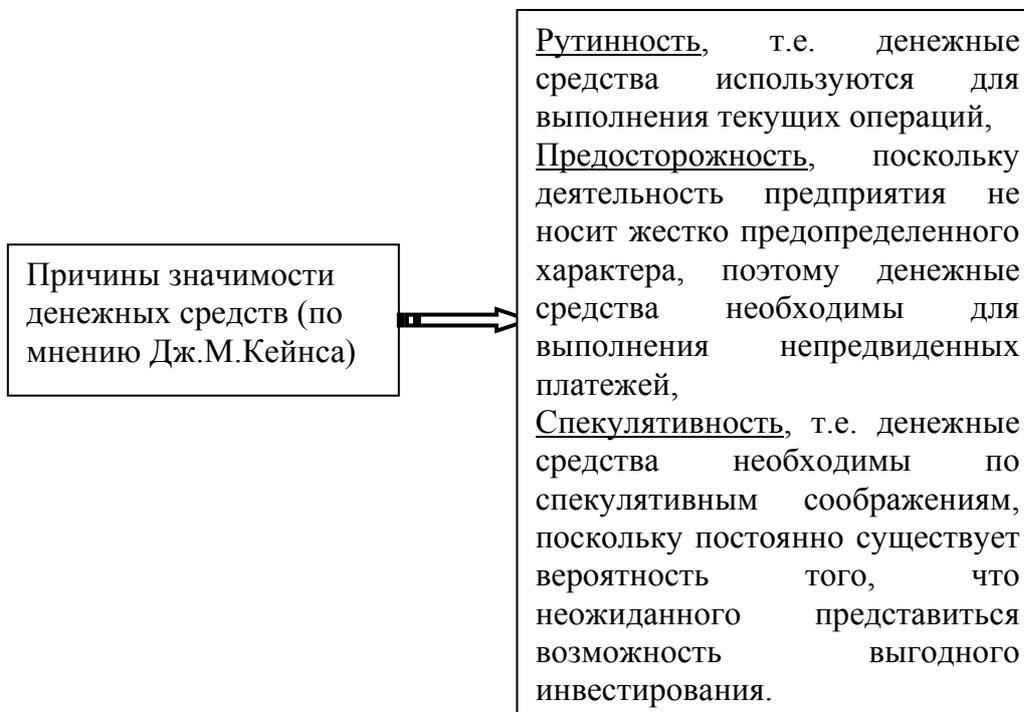 Причины значимости
денежных средств (по
мнению Дж.М.Кейнса)
Рутинность, т.е. денежные
средства используются для
выполнения текущих операций,
Предосторожность, поскольку
деятельность предприятия не
носит жестко предопределенного
характера, поэтому денежные
средства необходимы для
выполнения непредвиденных
платежей,
Спекулятивность, т.е. денежные
средства необходимы по
спекулятивным соображениям,
поскольку постоянно существует
вероятность того, что
неожиданного представиться
возможность выгодного
инвестирования.